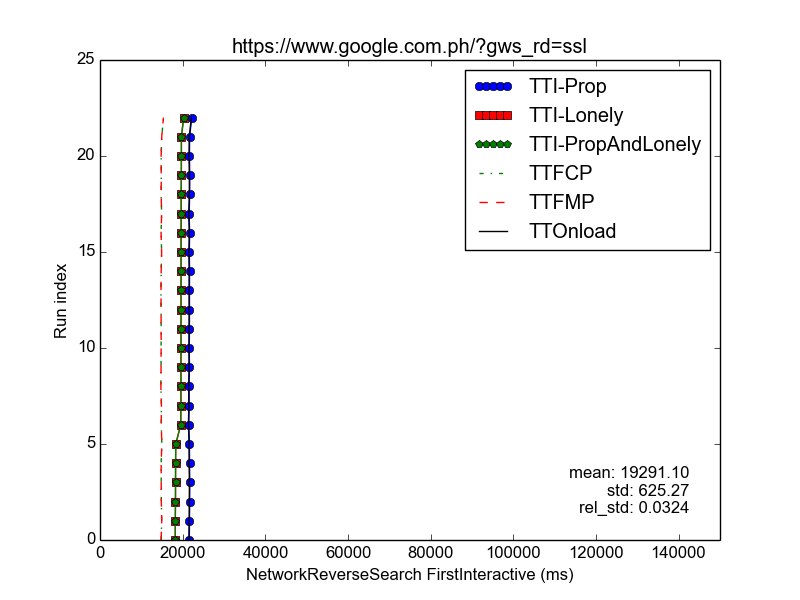 https://www.google.com.ph/?gws_rd=ssl
25
20
15
10
5
0
Run index
TTI-Prop
TTI-Lonely
TTI-PropAndLonely
TTFCP
TTFMP
TTOnload
mean: 19291.10
std: 625.27
rel_std: 0.0324
0 20000 40000 60000 80000 100000 120000 140000
NetworkReverseSearch FirstInteractive (ms)